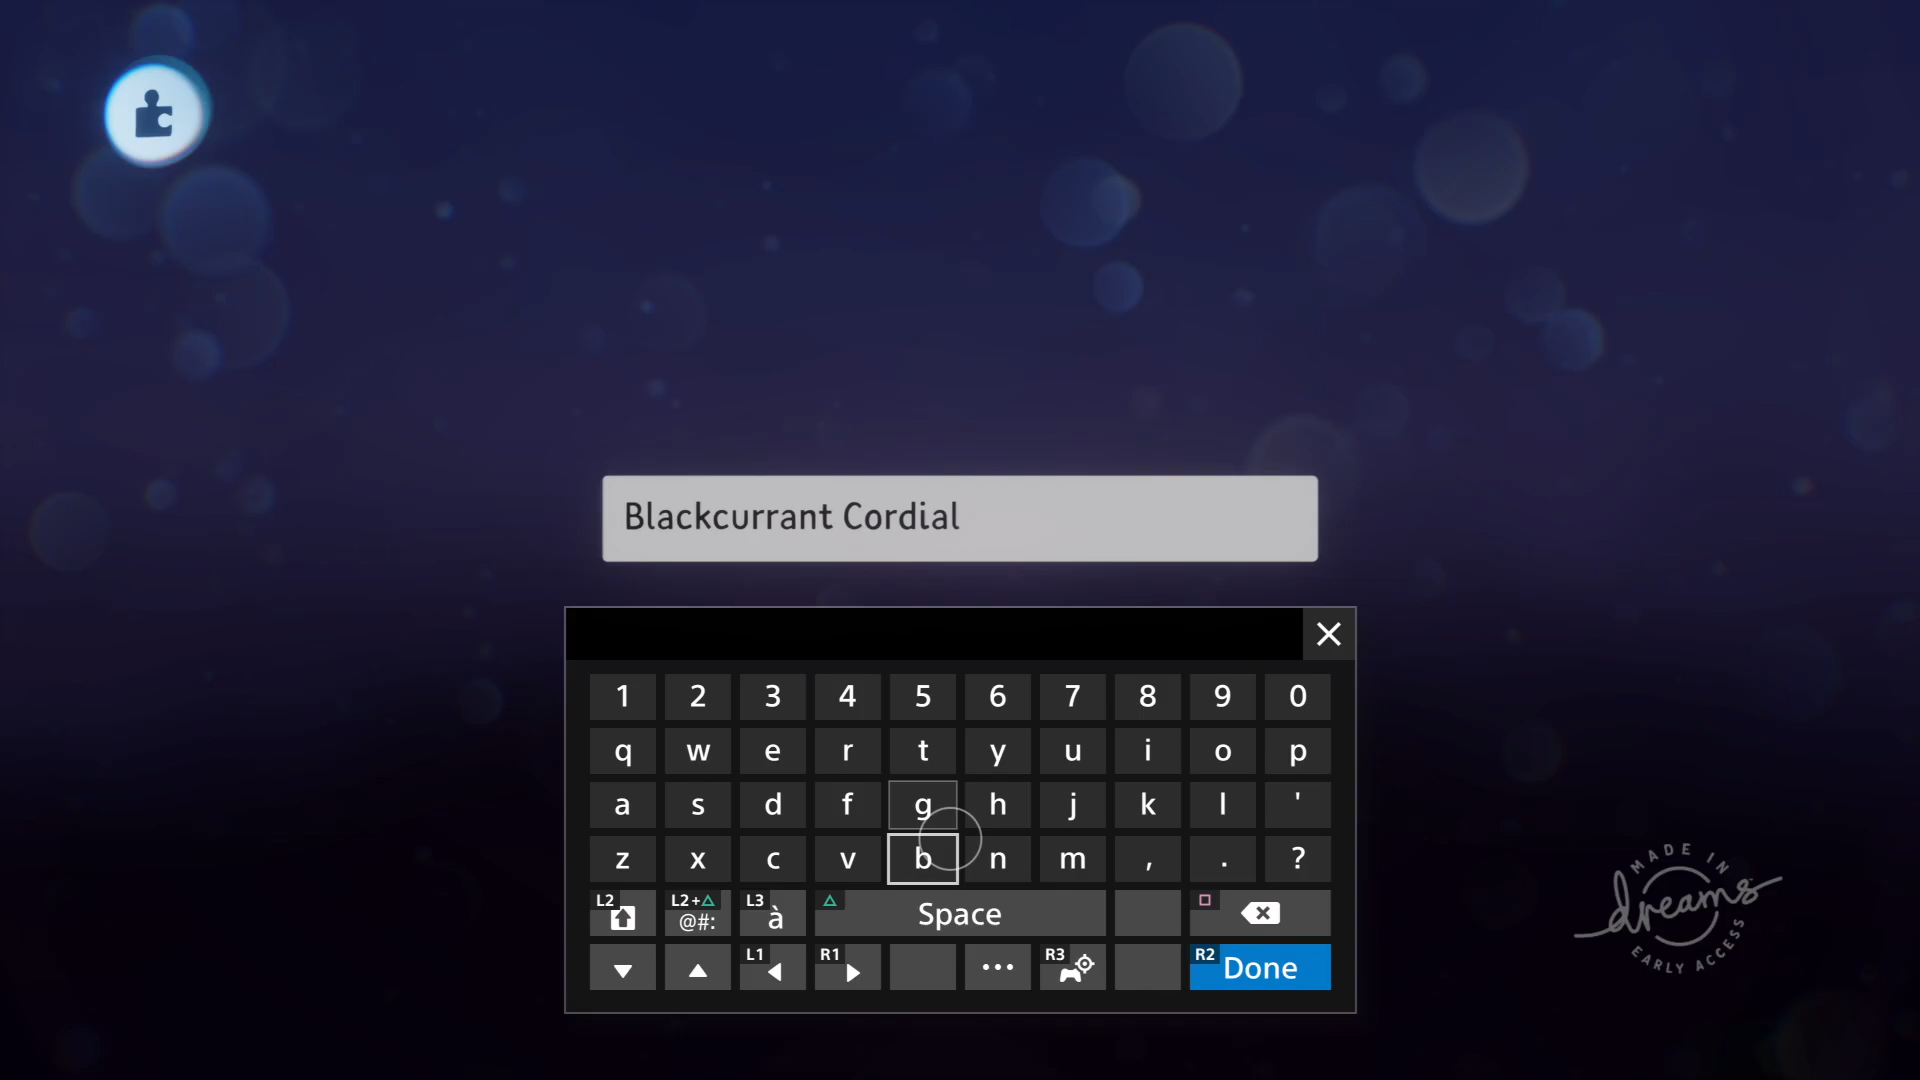 Blackcurrant Cordial
1 2 3 4 5 6 7 8 9 0
q w e r t y u i o p
a s d f g h j k l '
z x c v b n m , . ?
L2 L2+△ @#: L3 à △ Space □
L1 R1 ... R3 R2 Done
MADE IN
dreams
EARLY ACCESS